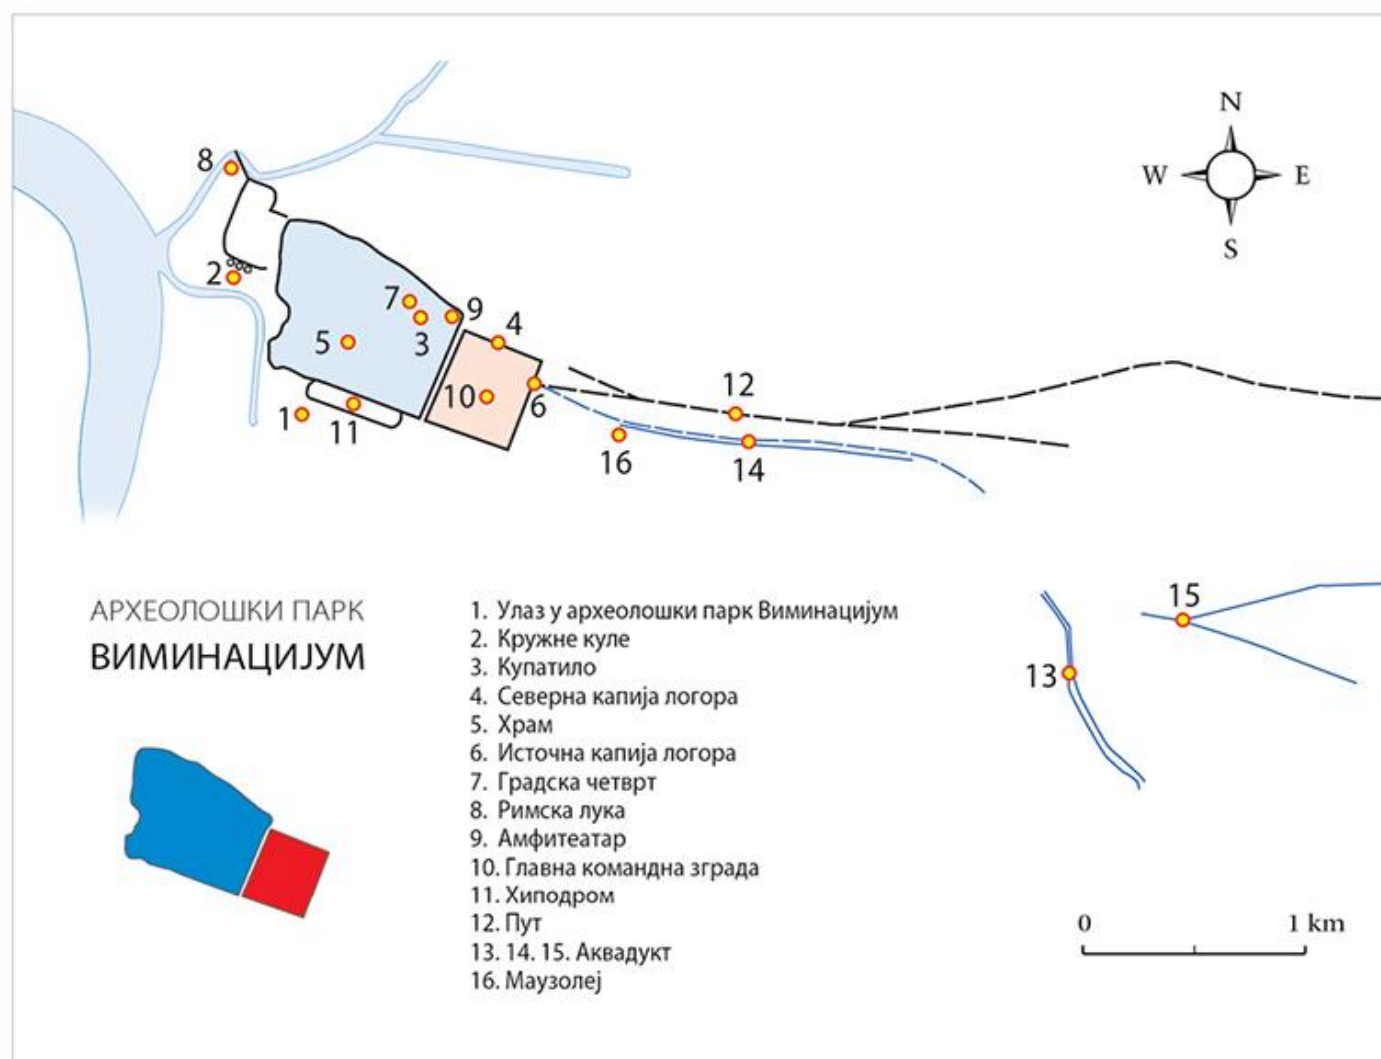 N
W E
S
8
2
7
3
9
4
5
10
6
1
11
12
16
14
15
13
АРХЕОЛОШКИ ПАРК
ВИМИНАЦИЈУМ
1. Улаз у археолошки парк Виминацијум
2. Кружне куле
3. Купатило
4. Северна капија логора
5. Храм
6. Источна капија логора
7. Градска четврт
8. Римска лука
9. Амфитеатар
10. Главна командна зграда
11. Хиподром
12. Пут
13. 14. 15. Аквадукт
16. Маузолеј
0 1 km